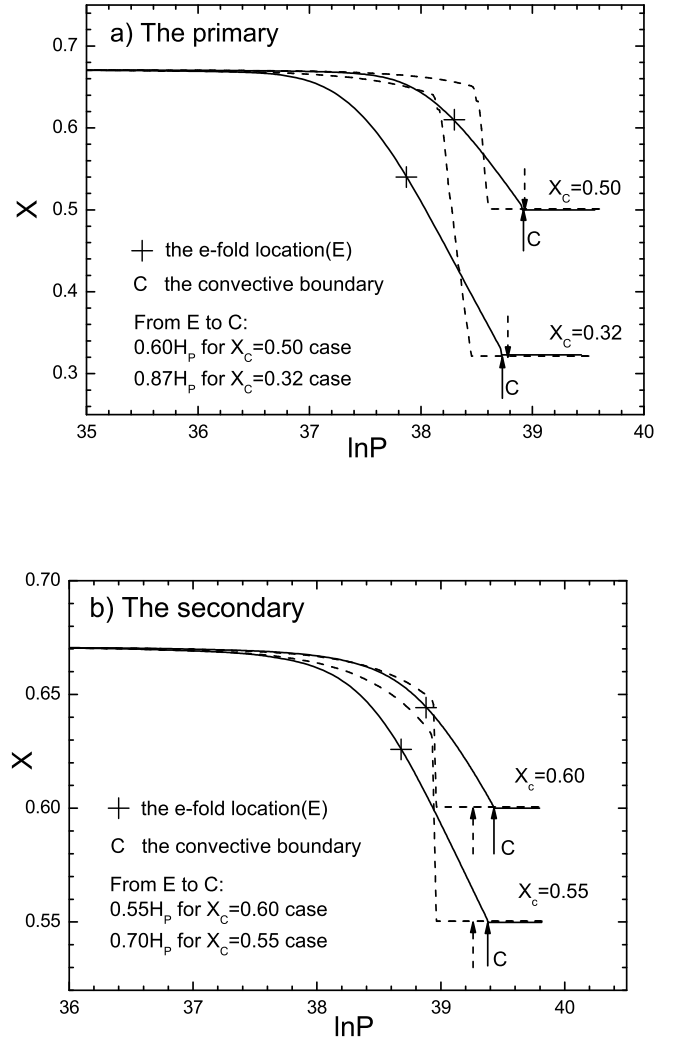 a) The primary
0.7
0.6
0.5
0.4
0.3
X
X_C=0.50
C
the e-fold location(E)
C the convective boundary
From E to C:
0.60H_P for X_C=0.50 case
0.87H_P for X_C=0.32 case
X_C=0.32
C
35 36 37 38 39 40
lnP
b) The secondary
0.70
0.65
0.60
0.55
X
X_c=0.60
the e-fold location(E)
C the convective boundary
C
From E to C:
0.55H_P for X_C=0.60 case
0.70H_P for X_C=0.55 case
X_c=0.55
C
36 37 38 39 40
lnP